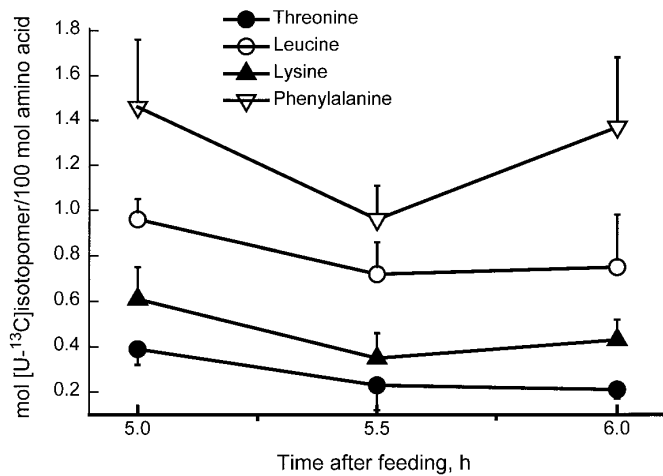 Threonine
Leucine
Lysine
Phenylalanine
mol [U-¹³C]isotopomer/100 mol amino acid
1.8
1.6
1.4
1.2
1.0
0.8
0.6
0.4
0.2
5.0 5.5 6.0
Time after feeding, h